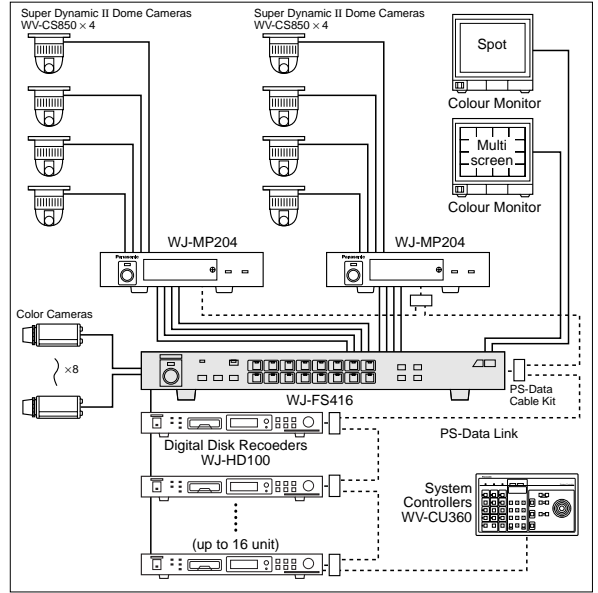 Super Dynamic II Dome Cameras
WV-CS850 × 4
Super Dynamic II Dome Cameras
WV-CS850 × 4
Spot
Colour Monitor
Multi
screen
Colour Monitor
WJ-MP204
WJ-MP204
Panasonic
Panasonic
Color Cameras
×8
WJ-FS416
PS-Data
Cable Kit
PS-Data Link
Digital Disk Recoeders
WJ-HD100
System
Controllers
WV-CU360
(up to 16 unit)